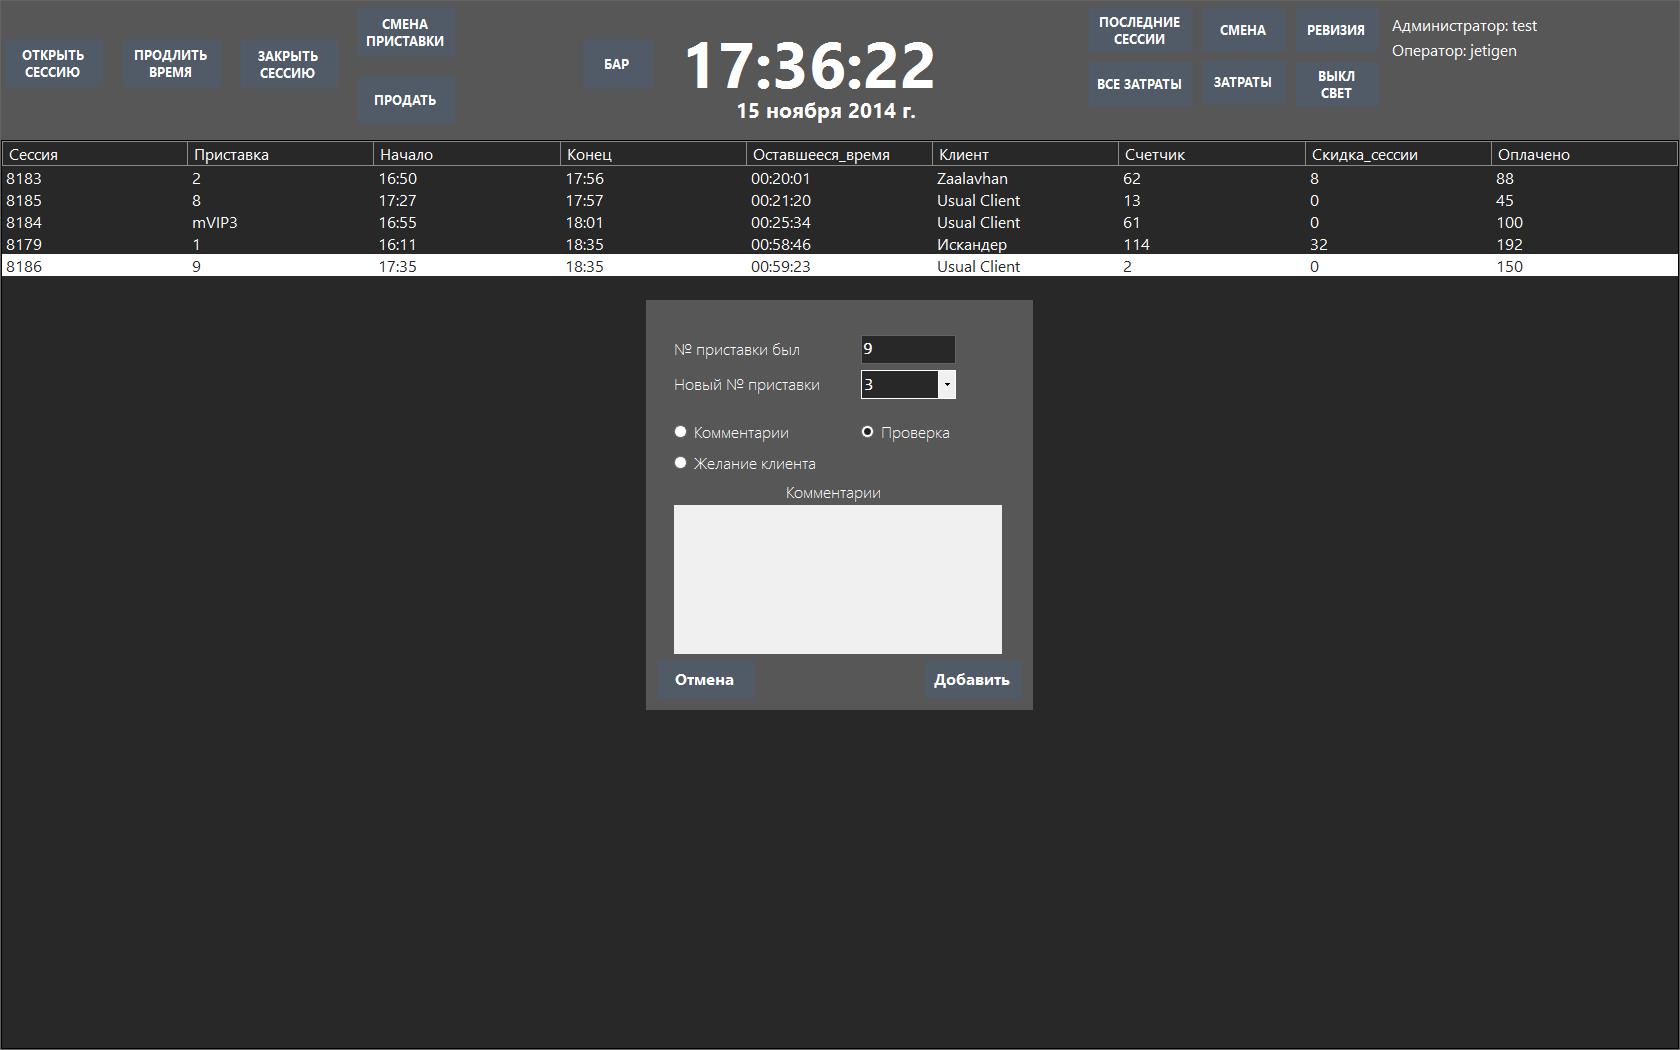 ОТКРЫТЬ
СЕССИЮ
ПРОДЛИТЬ
ВРЕМЯ
ЗАКРЫТЬ
СЕССИЮ
СМЕНА
ПРИСТАВКИ
ПРОДАТЬ
БАР
17:36:22
15 ноября 2014 г.
ПОСЛЕДНИЕ
СЕССИИ
СМЕНА
РЕВИЗИЯ
ВСЕ ЗАТРАТЫ
ЗАТРАТЫ
ВЫКЛ
СВЕТ
Администратор: test
Оператор: jetigen
Сессия Приставка Начало Конец Оставшееся_время Клиент Счетчик Скидка_сессии Оплачено
8183 2 16:50 17:56 00:20:01 Zaalavhan 62 8 88
8185 8 17:27 17:57 00:21:20 Usual Client 13 0 45
8184 mVIP3 16:55 18:01 00:25:34 Usual Client 61 0 100
8179 1 16:11 18:35 00:58:46 Искандер 114 32 192
8186 9 17:35 18:35 00:59:23 Usual Client 2 0 150
№ приставки был 9
Новый № приставки 3
Комментарии Проверка
Желание клиента
Комментарии
Отмена Добавить